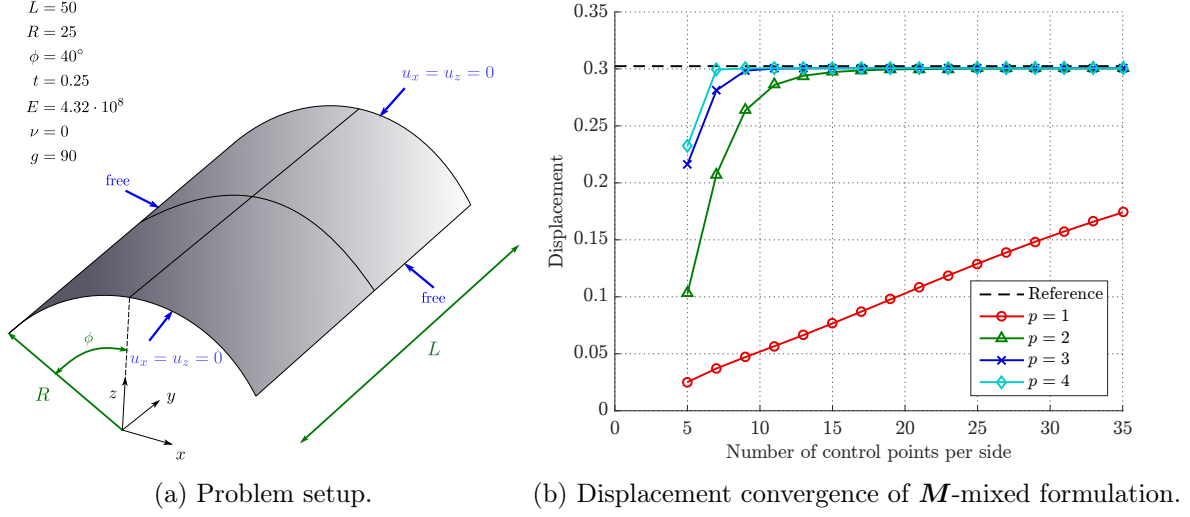 L = 50
R = 25
ϕ = 40°
t = 0.25
E = 4.32 · 10⁸
ν = 0
g = 90
u_x = u_z = 0
free
free
u_x = u_z = 0
ϕ
R
L
z
y
x
(a) Problem setup.
0.35
0.3
0.25
0.2
0.15
0.1
0.05
0
Displacement
0 5 10 15 20 25 30 35
Number of control points per side
Reference
p = 1
p = 2
p = 3
p = 4
(b) Displacement convergence of M-mixed formulation.